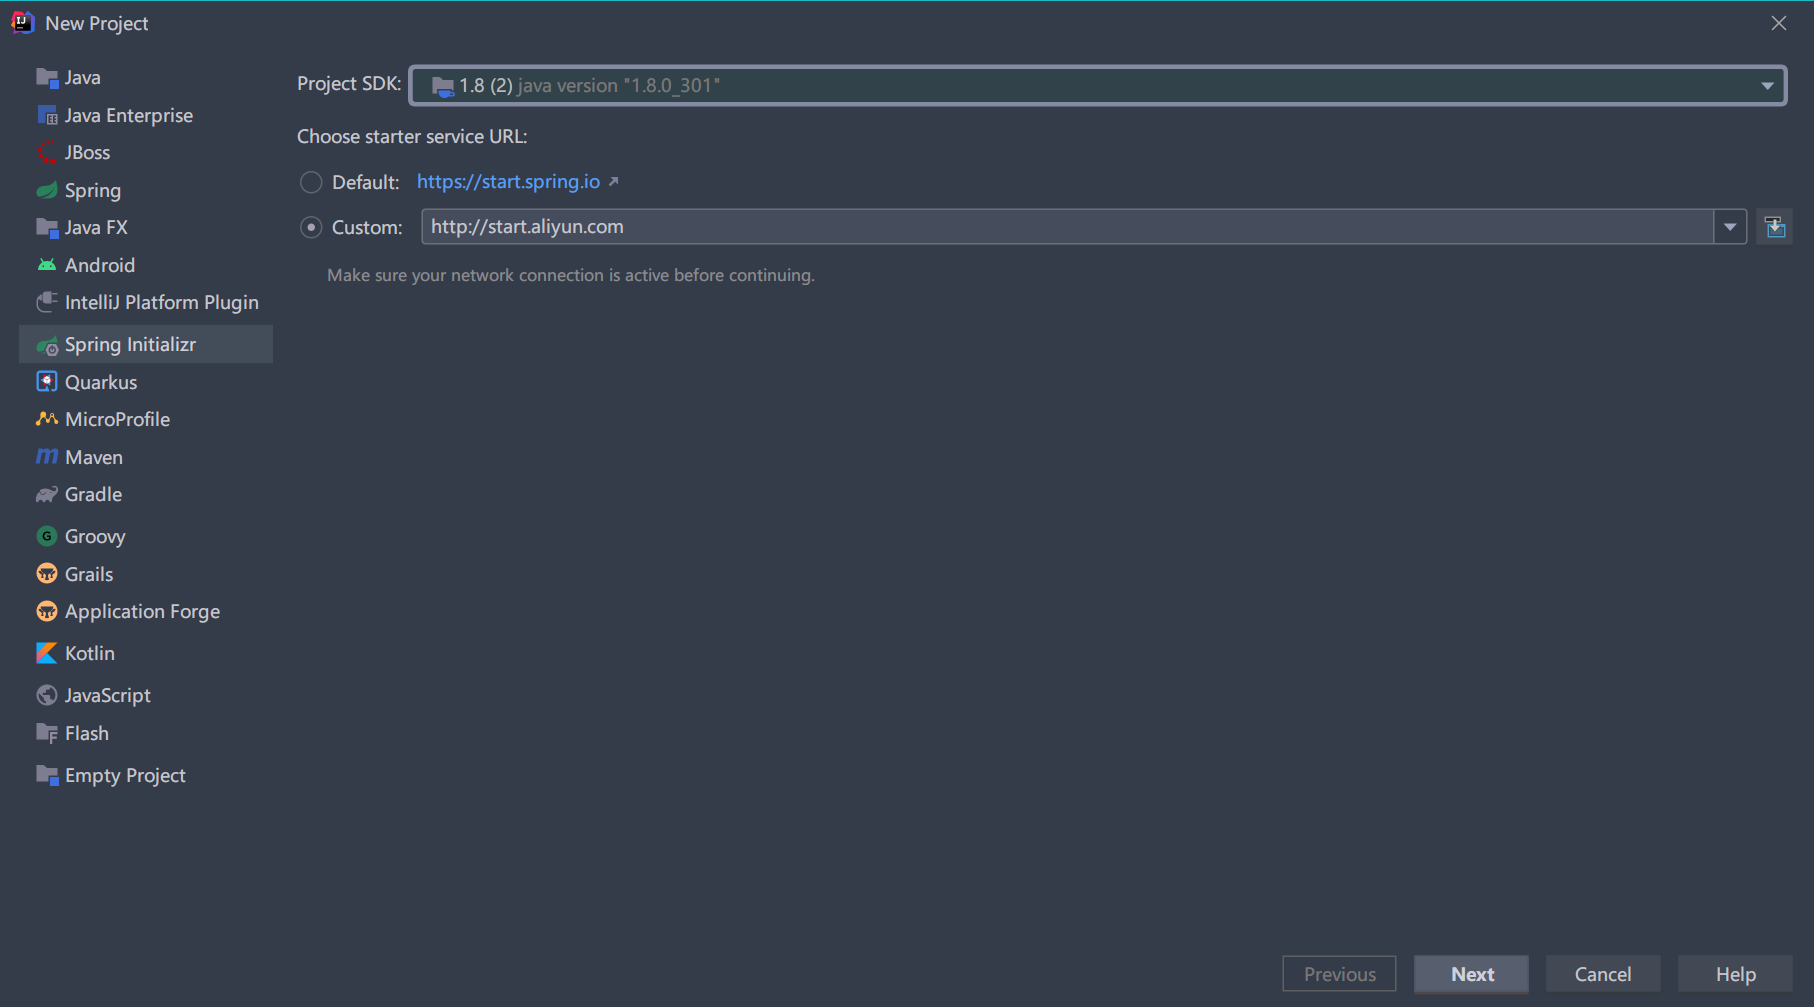 New Project
Java
Java Enterprise
JBoss
Spring
Java FX
Android
IntelliJ Platform Plugin
Spring Initializr
Quarkus
MicroProfile
Maven
Gradle
Groovy
Grails
Application Forge
Kotlin
JavaScript
Flash
Empty Project
Project SDK: 1.8 (2) java version "1.8.0_301"
Choose starter service URL:
Default: https://start.spring.io
Custom: http://start.aliyun.com
Make sure your network connection is active before continuing.
Previous Next Cancel Help